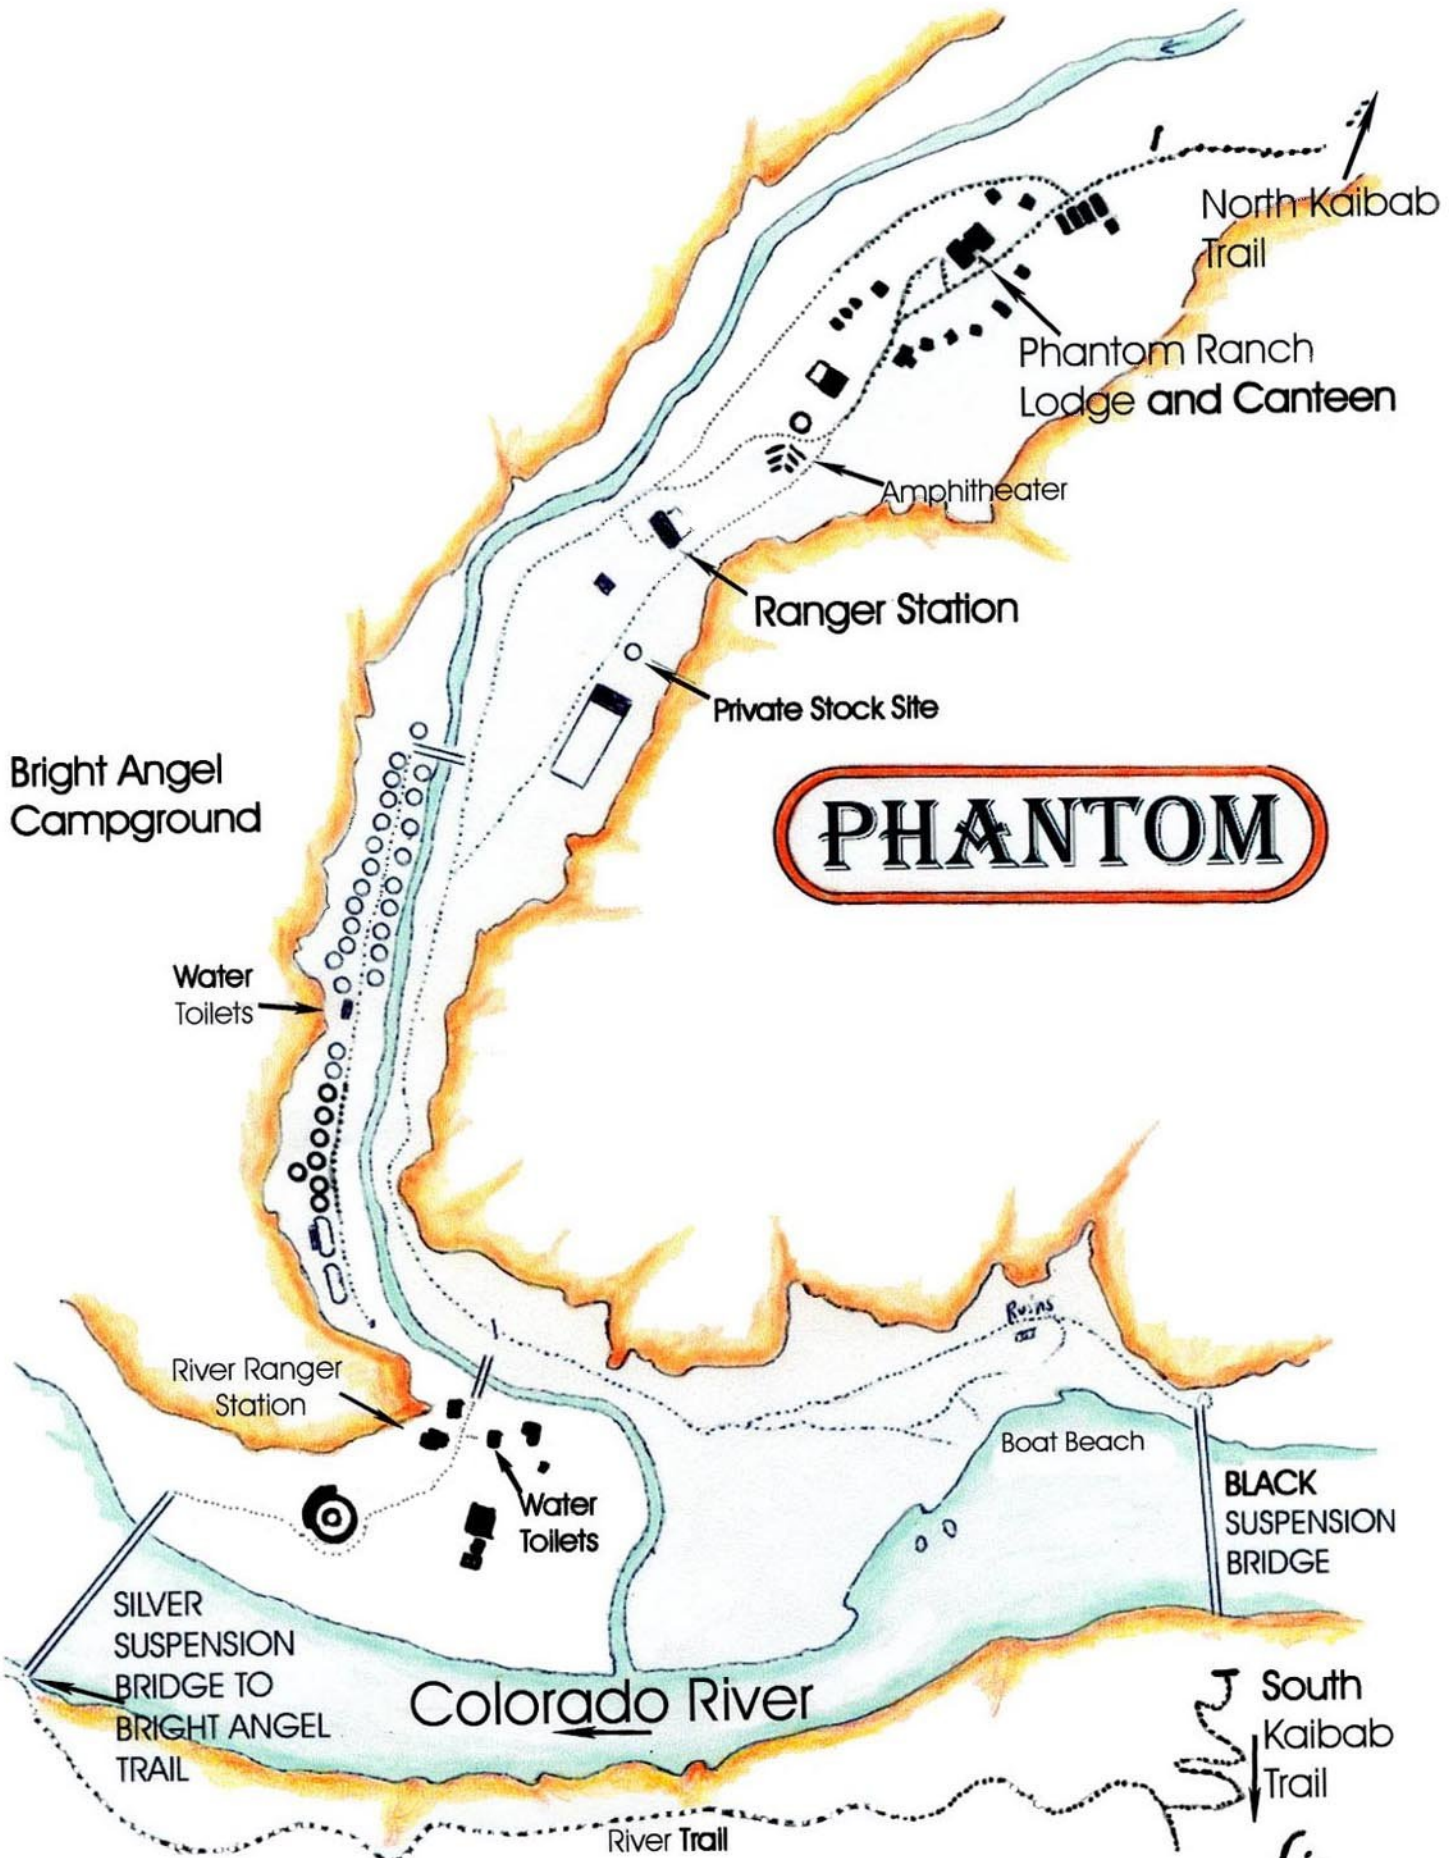 North Kaibab
Trail
Phantom Ranch
Lodge and Canteen
Amphitheater
Ranger Station
Private Stock Site
Bright Angel
Campground
PHANTOM
Water
Toilets
Ruins
River Ranger
Station
Boat Beach
BLACK
SUSPENSION
BRIDGE
Water
Toilets
SILVER
SUSPENSION
BRIDGE TO
BRIGHT ANGEL
TRAIL
Colorado River
South
Kaibab
Trail
River Trail